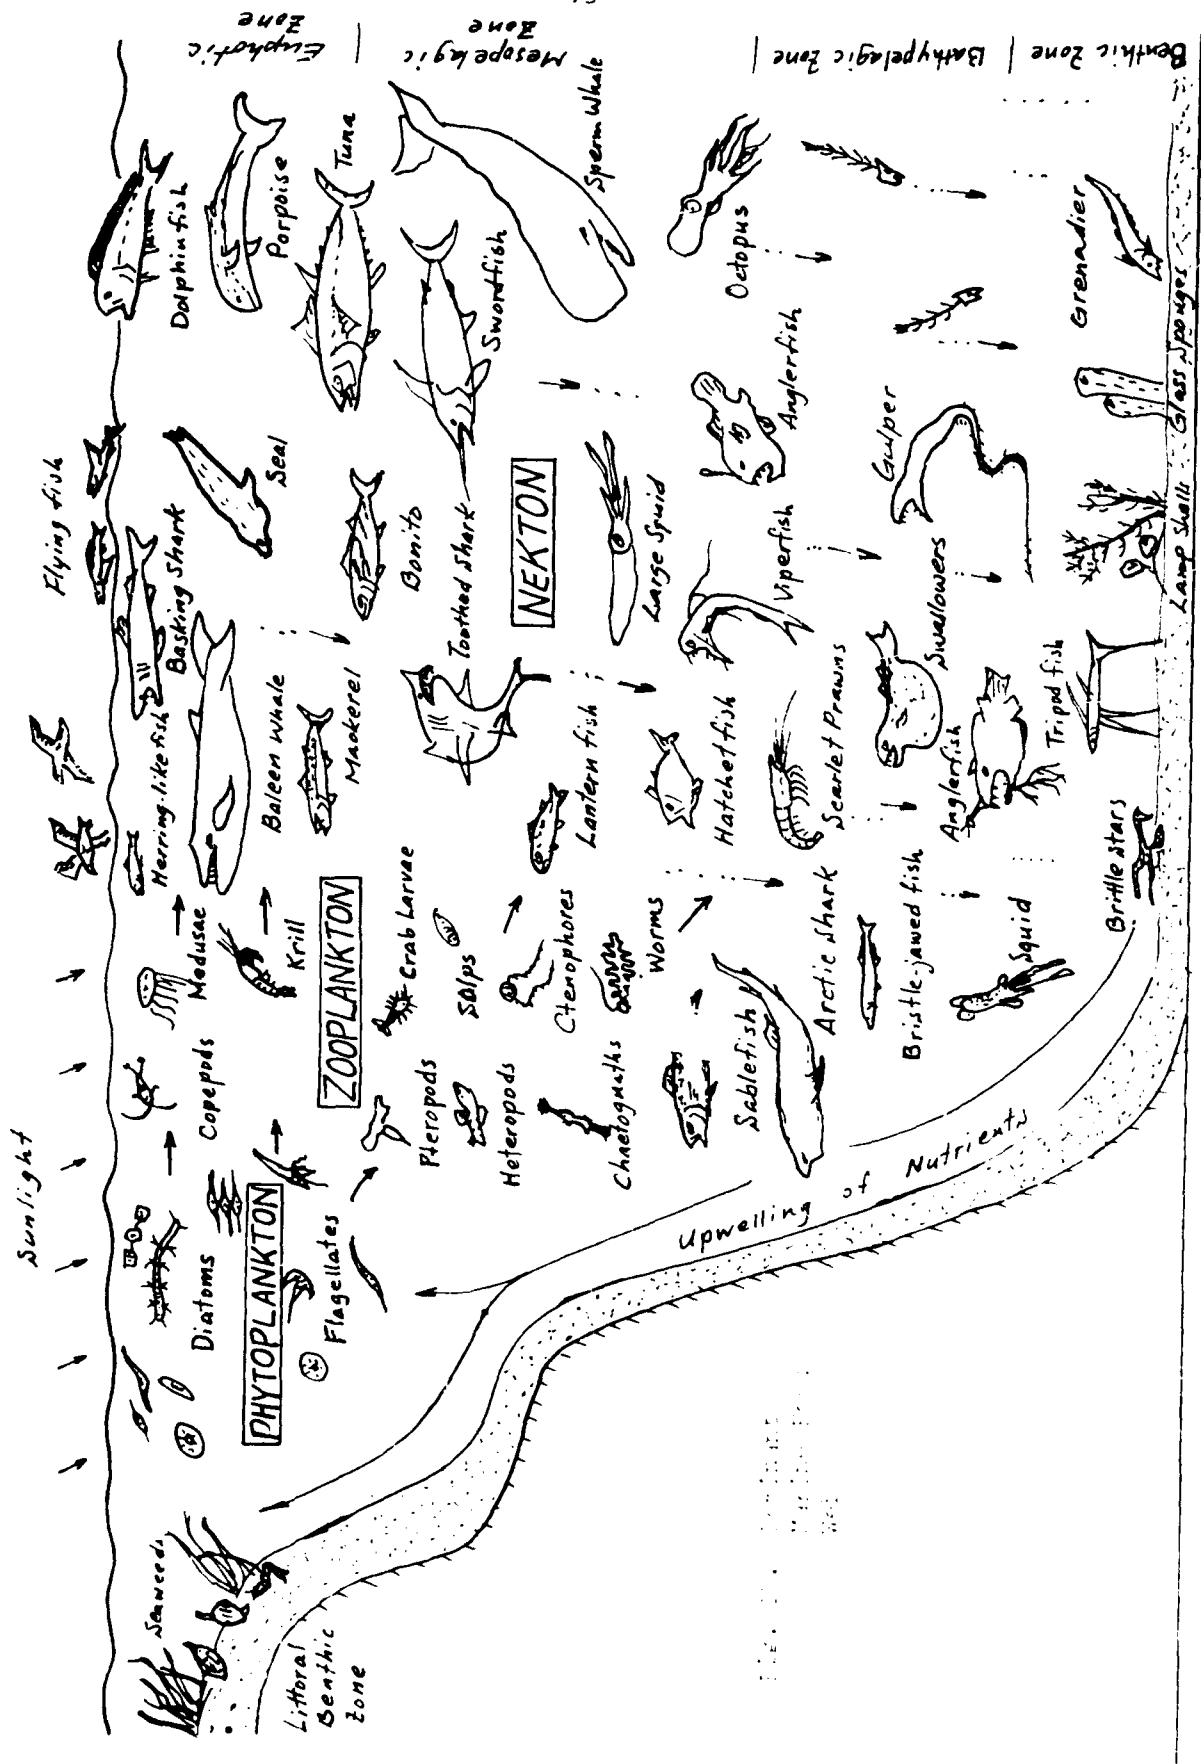 Sunlight
Flying fish
Seaweeds
Herring-like fish
Basking Shark
Dolphinfish
Diatoms
Copepods
Medusae
Euphotic
Zone
PHYTOPLANKTON
Krill
Baleen Whale
Seal
Porpoise
Littoral
Benthic
Zone
Flagellates
ZOOPLANKTON
Mackerel
Tuna
Pteropods
Crab Larvae
Bonito
Mesopelagic
Zone
Heteropods
Salps
Toothed Shark
Swordfish
NEKTON
Ctenophores
Lantern fish
Sperm Whale
Chaetognaths
Worms
Large Squid
Upwelling of Nutrients
Sablefish
Hatchet fish
Viperfish
Anglerfish
Octopus
Arctic Shark
Scarlet Prawns
Bathypelagic Zone
Bristle-jawed fish
Swallowers
Gulper
Anglerfish
Squid
Tripod fish
Grenadier
Benthic Zone
Brittle stars
Lamp Shells
Glass Sponges